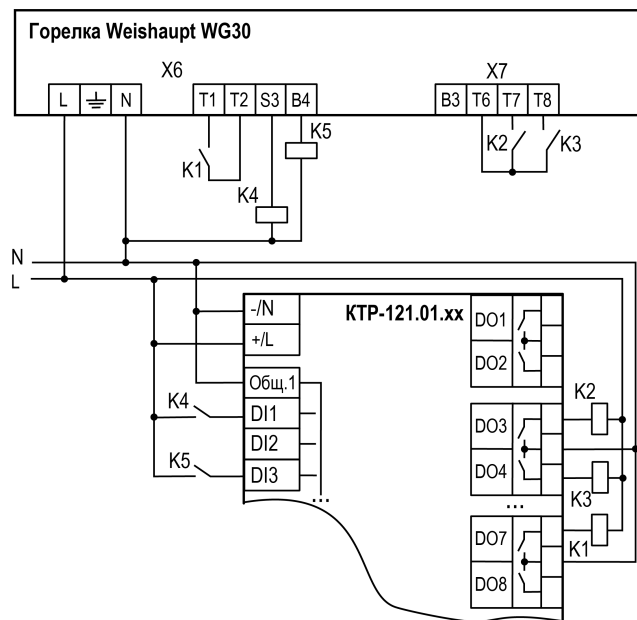 Горелка Weishaupt WG30
X6
X7
L N T1 T2 S3 B4 B3 T6 T7 T8
K5
K1
K2
K3
K4
N
L
КТР-121.01.xx
-/N
+/L
Общ.1
DI1
DI2
DI3
...
K4
K5
DO1
DO2
DO3
DO4
...
DO7
DO8
K2
K3
K1